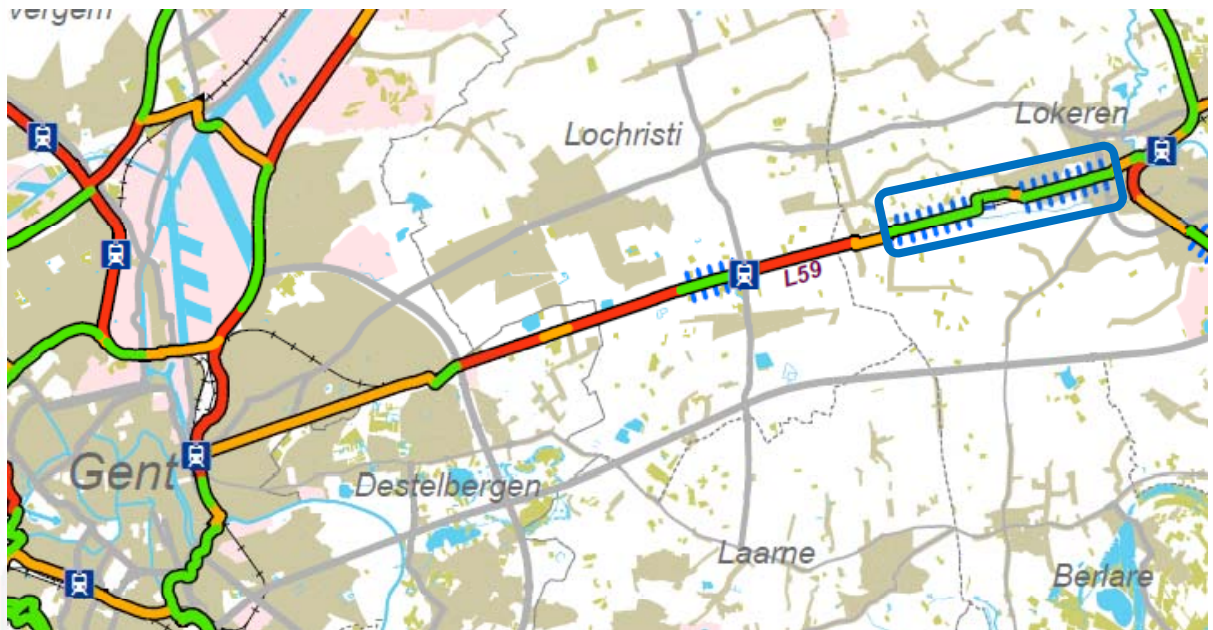 vergem
Lokeren
Lochristi
L59
Gent
Destelbergen
Laarne
Berlare